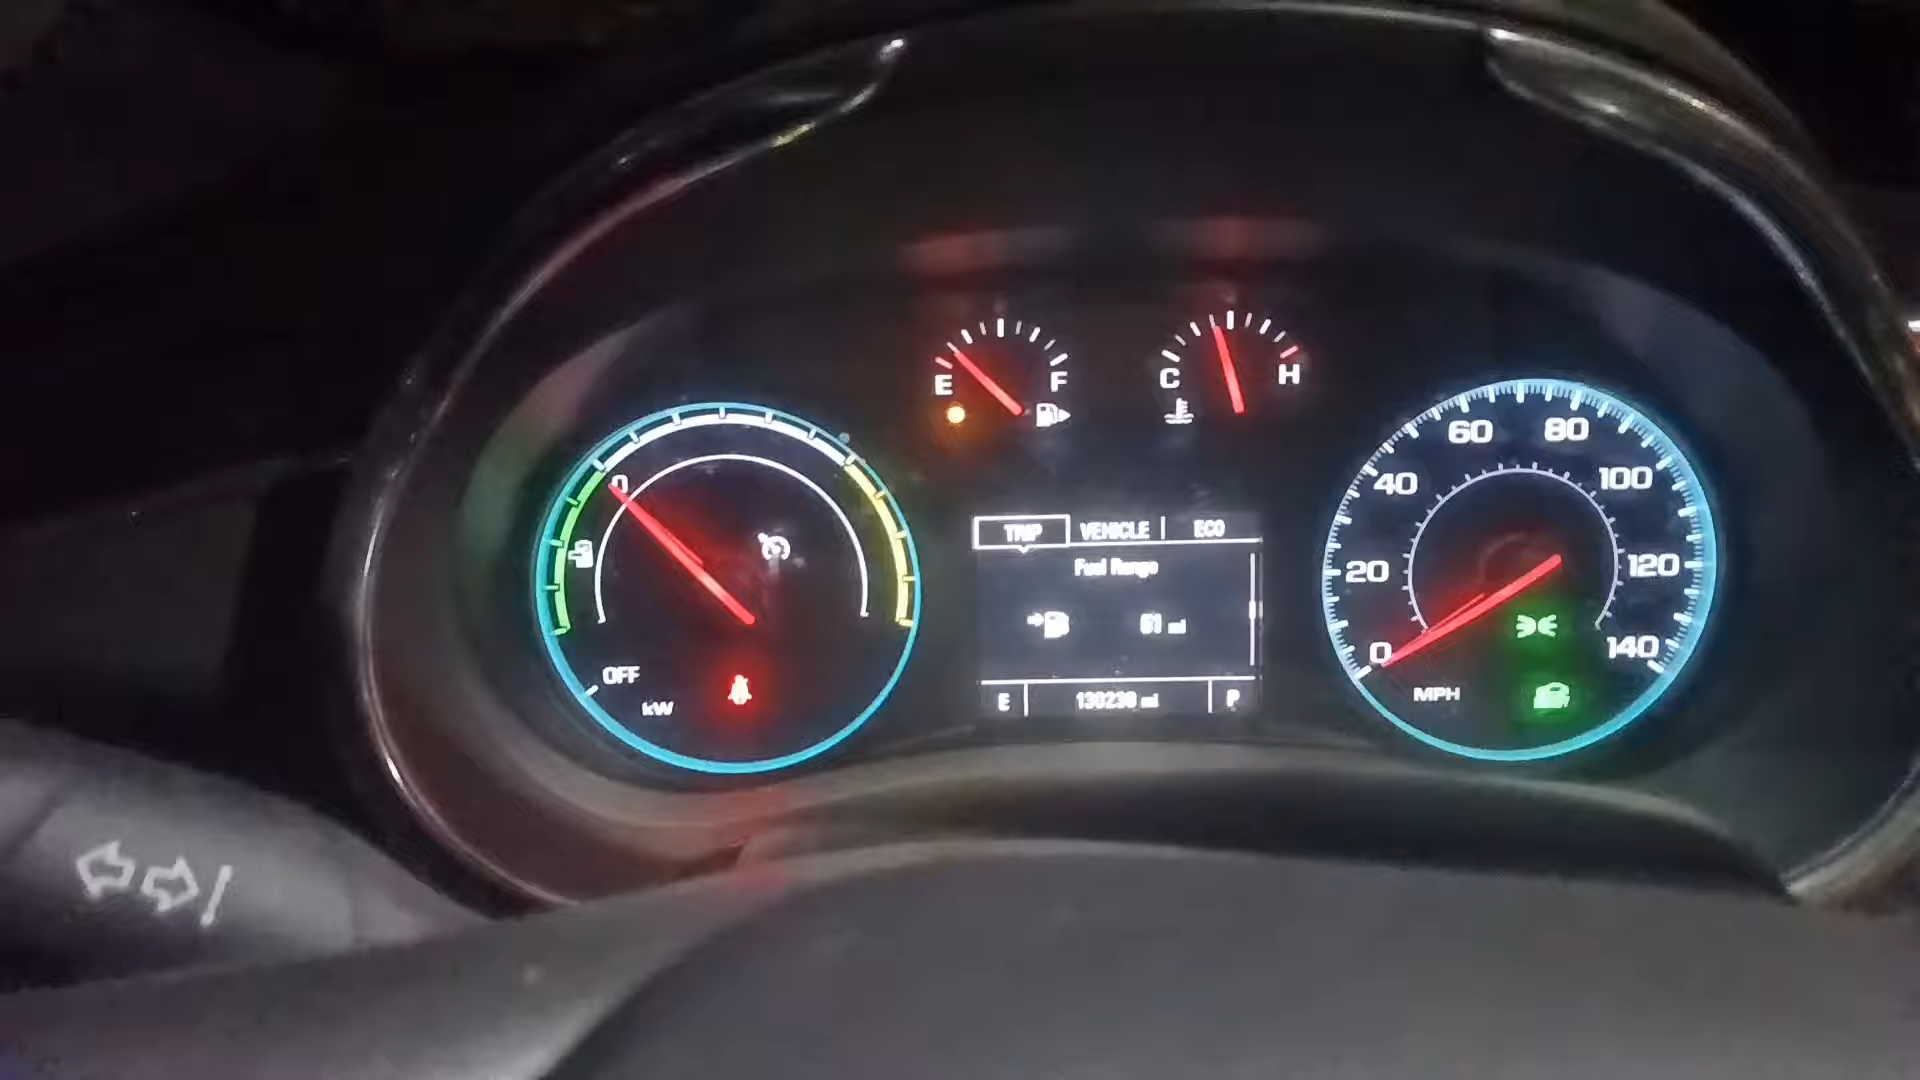 E F
C H
0
OFF
kW
TRIP VEHICLE ECO
Fuel Range
mi
E 130238 mi P
0 20 40 60 80 100 120 140
MPH